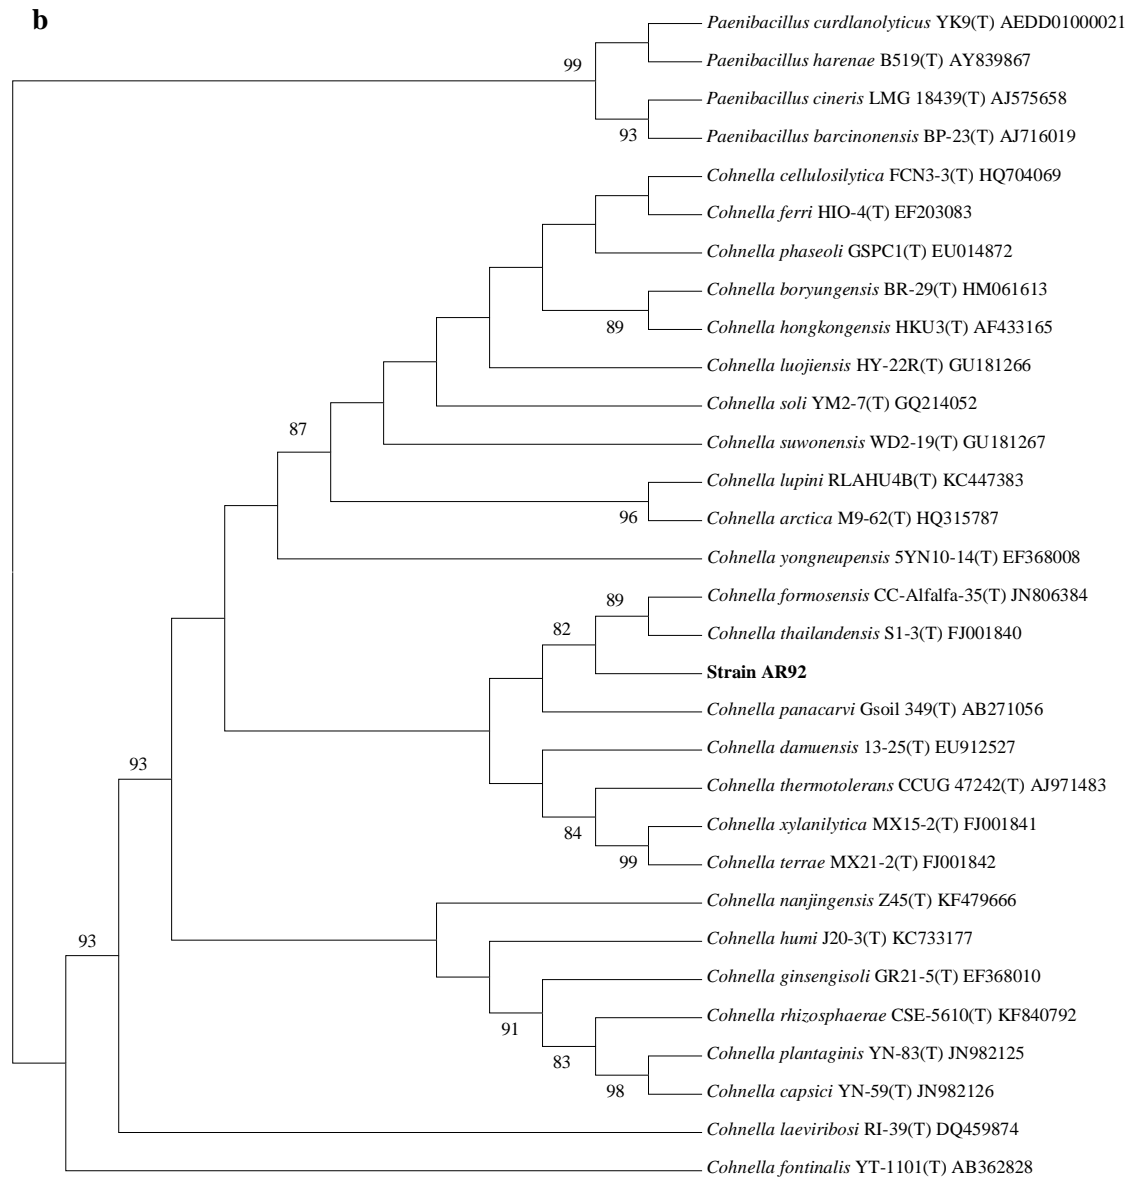 b
Paenibacillus curdlanolyticus YK9(T) AEDD01000021
Paenibacillus harenae B519(T) AY839867
99
Paenibacillus cineris LMG 18439(T) AJ575658
Paenibacillus barcinonensis BP-23(T) AJ716019
93
Cohnella cellulosilytica FCN3-3(T) HQ704069
Cohnella ferri HIO-4(T) EF203083
Cohnella phaseoli GSPC1(T) EU014872
Cohnella boryungensis BR-29(T) HM061613
Cohnella hongkongensis HKU3(T) AF433165
89
Cohnella luojiensis HY-22R(T) GU181266
Cohnella soli YM2-7(T) GQ214052
87
Cohnella suwonensis WD2-19(T) GU181267
Cohnella lupini RLAHU4B(T) KC447383
96
Cohnella arctica M9-62(T) HQ315787
Cohnella yongneupensis 5YN10-14(T) EF368008
89
Cohnella formosensis CC-Alfalfa-35(T) JN806384
82
Cohnella thailandensis S1-3(T) FJ001840
Strain AR92
Cohnella panacarvi Gsoil 349(T) AB271056
Cohnella damuensis 13-25(T) EU912527
93
Cohnella thermotolerans CCUG 47242(T) AJ971483
84
Cohnella xylanilytica MX15-2(T) FJ001841
99
Cohnella terrae MX21-2(T) FJ001842
Cohnella nanjingensis Z45(T) KF479666
93
Cohnella humi J20-3(T) KC733177
Cohnella ginsengisoli GR21-5(T) EF368010
91
Cohnella rhizosphaerae CSE-5610(T) KF840792
83
Cohnella plantaginis YN-83(T) JN982125
98
Cohnella capsici YN-59(T) JN982126
Cohnella laeviribosi RI-39(T) DQ459874
Cohnella fontinalis YT-1101(T) AB362828